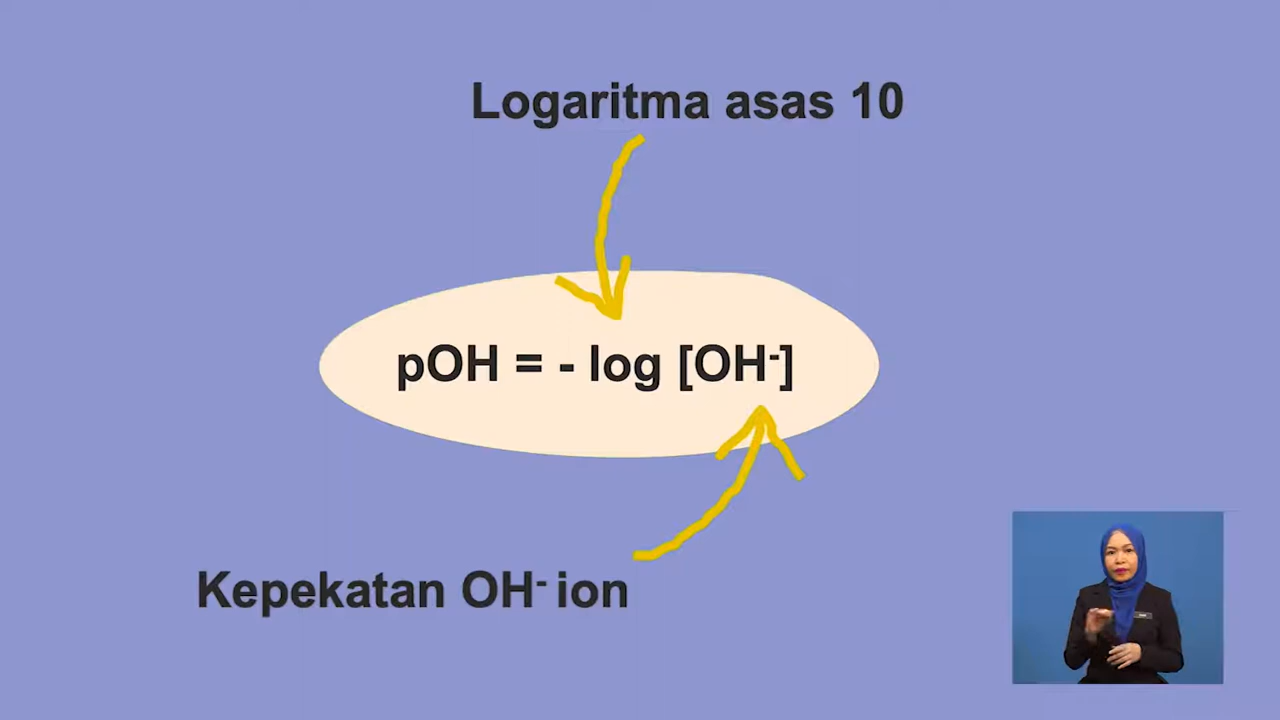 Logaritma asas 10
pOH = - log [OH⁻]
Kepekatan OH⁻ ion